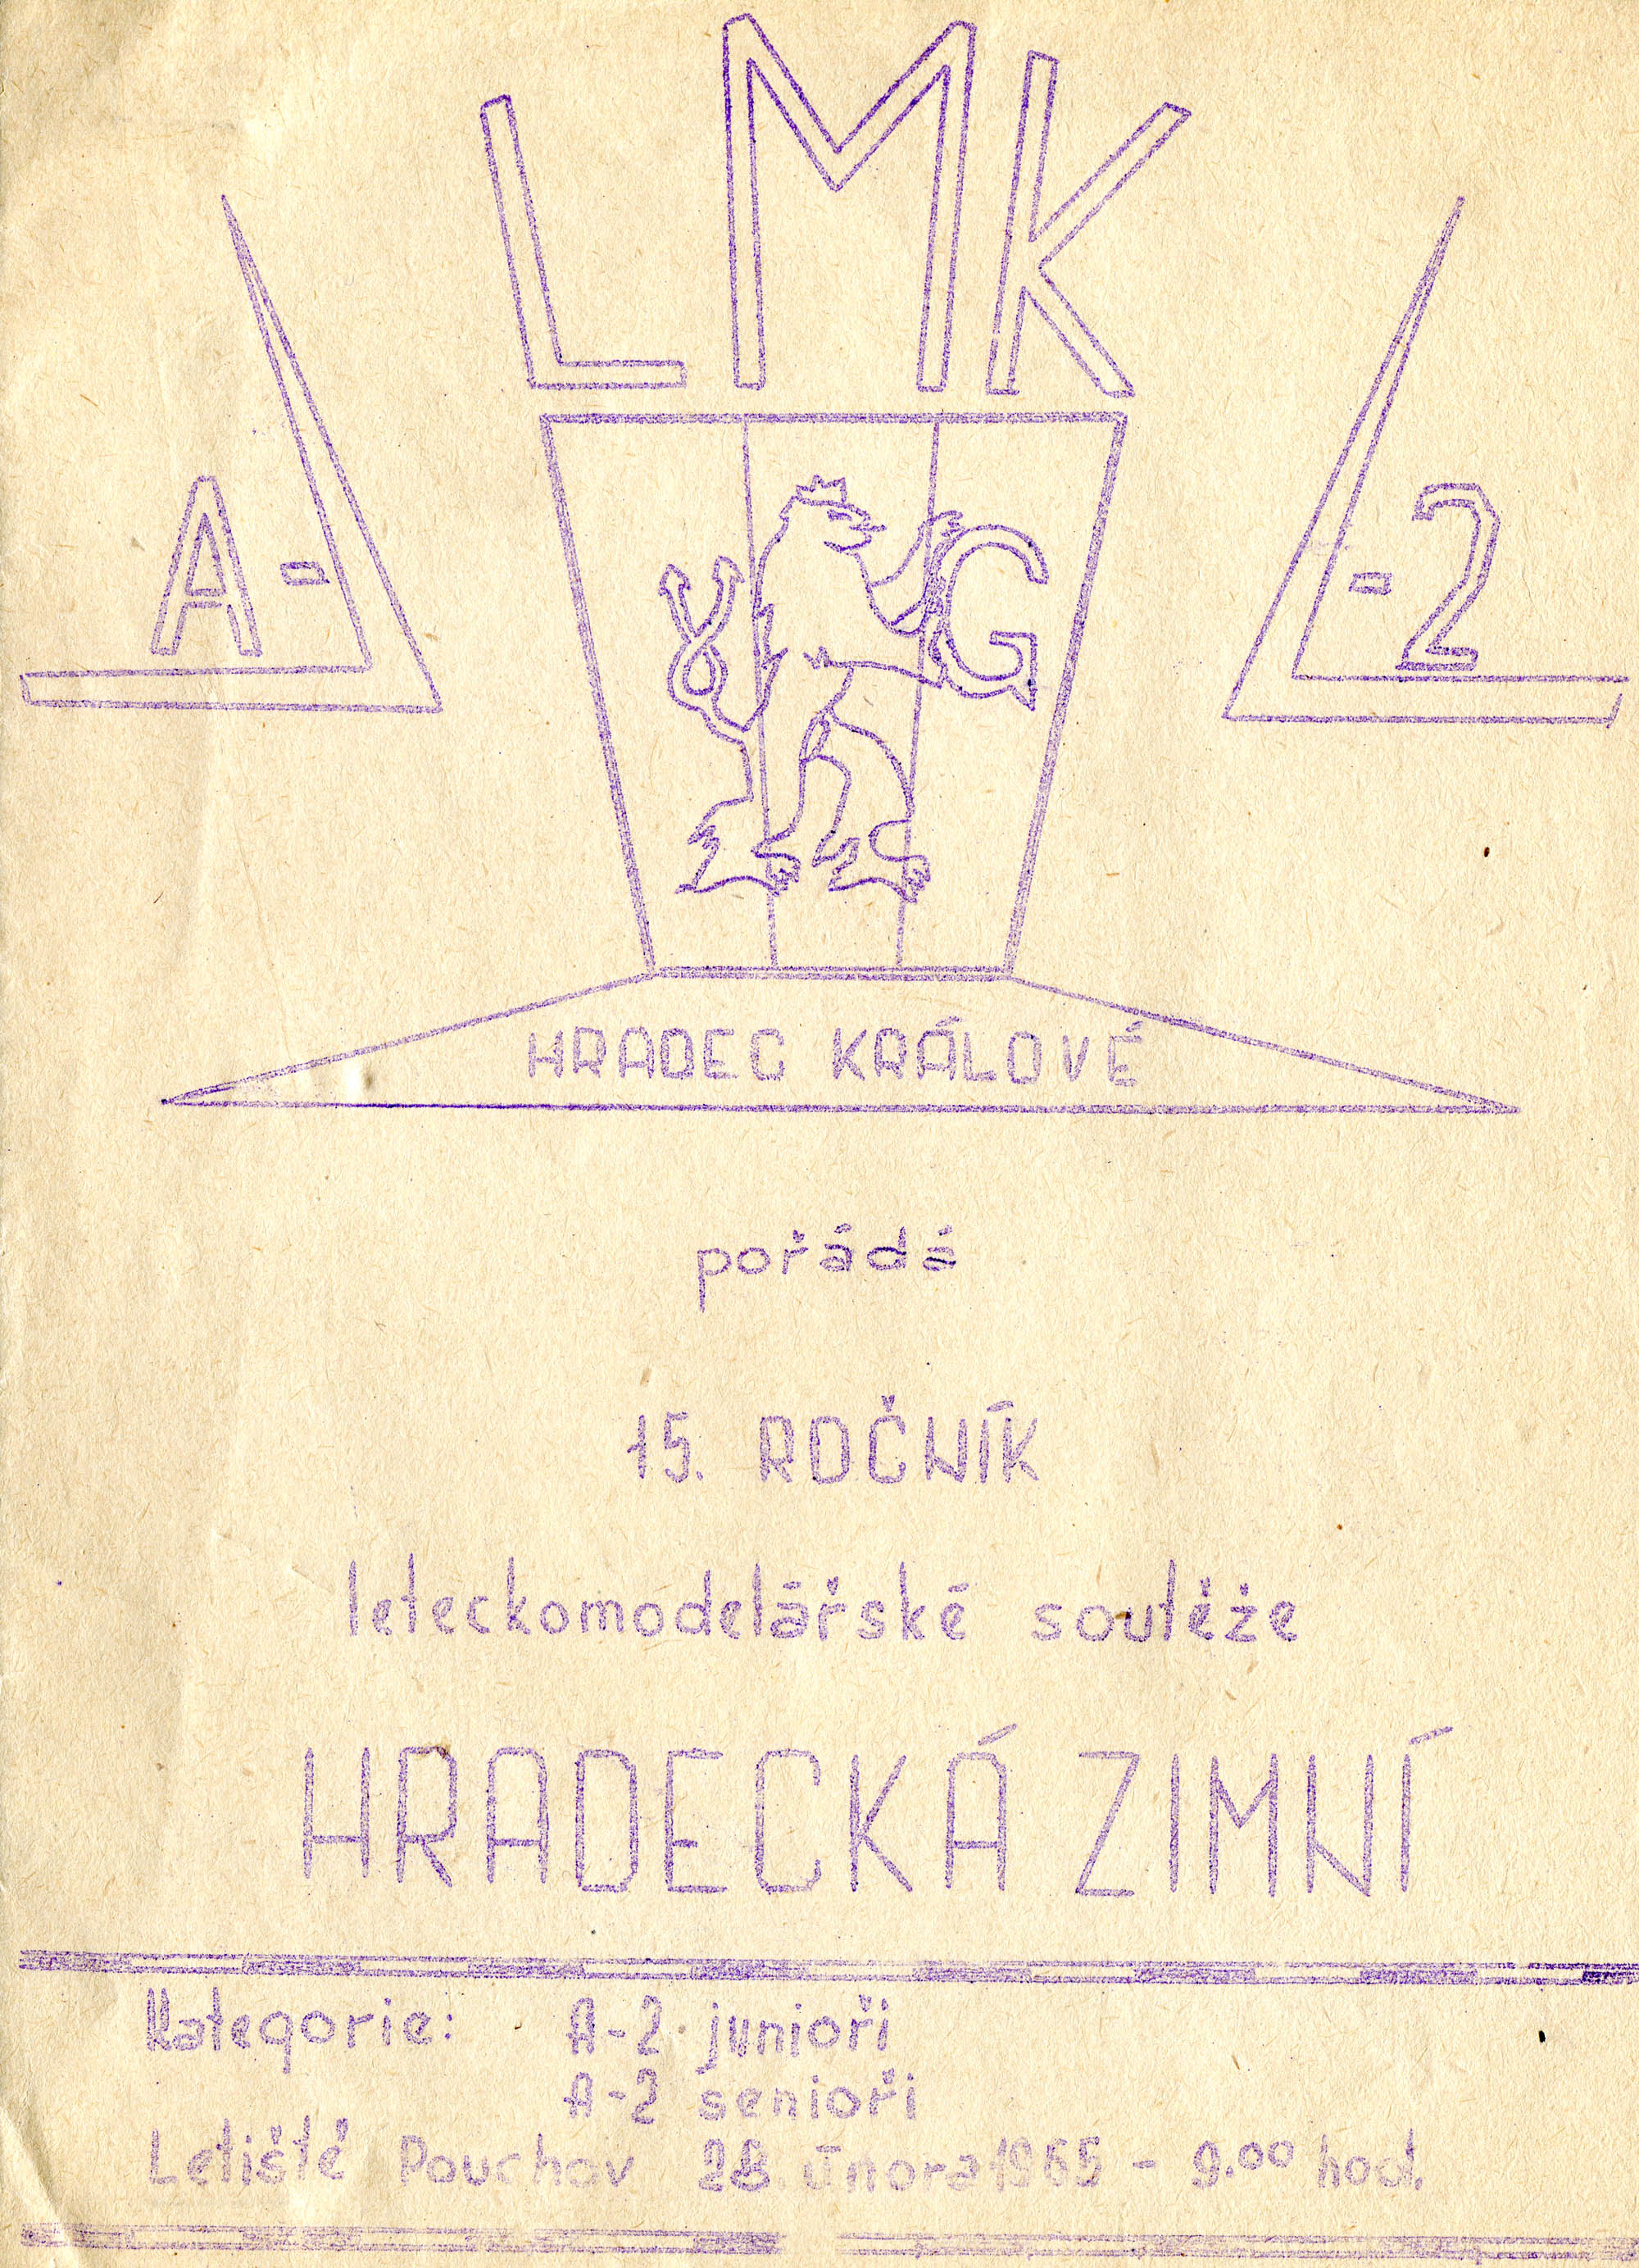 LMK
A-
-2
G
HRADEC KRÁLOVÉ
pořádá
15. ROČNÍK
leteckomodelářské soutěže
HRADECKÁ ZIMNÍ
Kategorie: A-2 junioři
A-2 senioři
Letiště Pouchov 28. února 1965 - 9.00 hod.